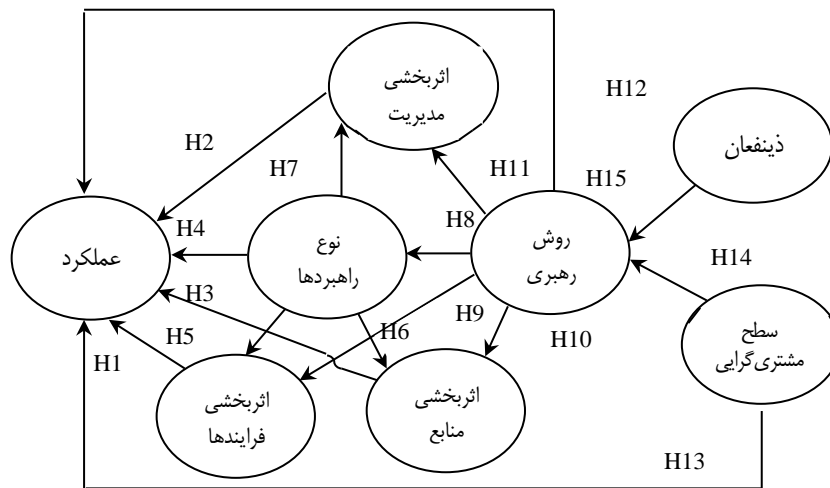 اثربخشی
مدیریت
H12
ذینفعان
H2
H7
H11
H15
روش
رهبری
H8
نوع
راهبردها
H4
عملکرد
H14
سطح
مشتری‌گرایی
H3
H5
H1
H6
H9
H10
اثربخشی
فرایندها
اثربخشی
منابع
H13